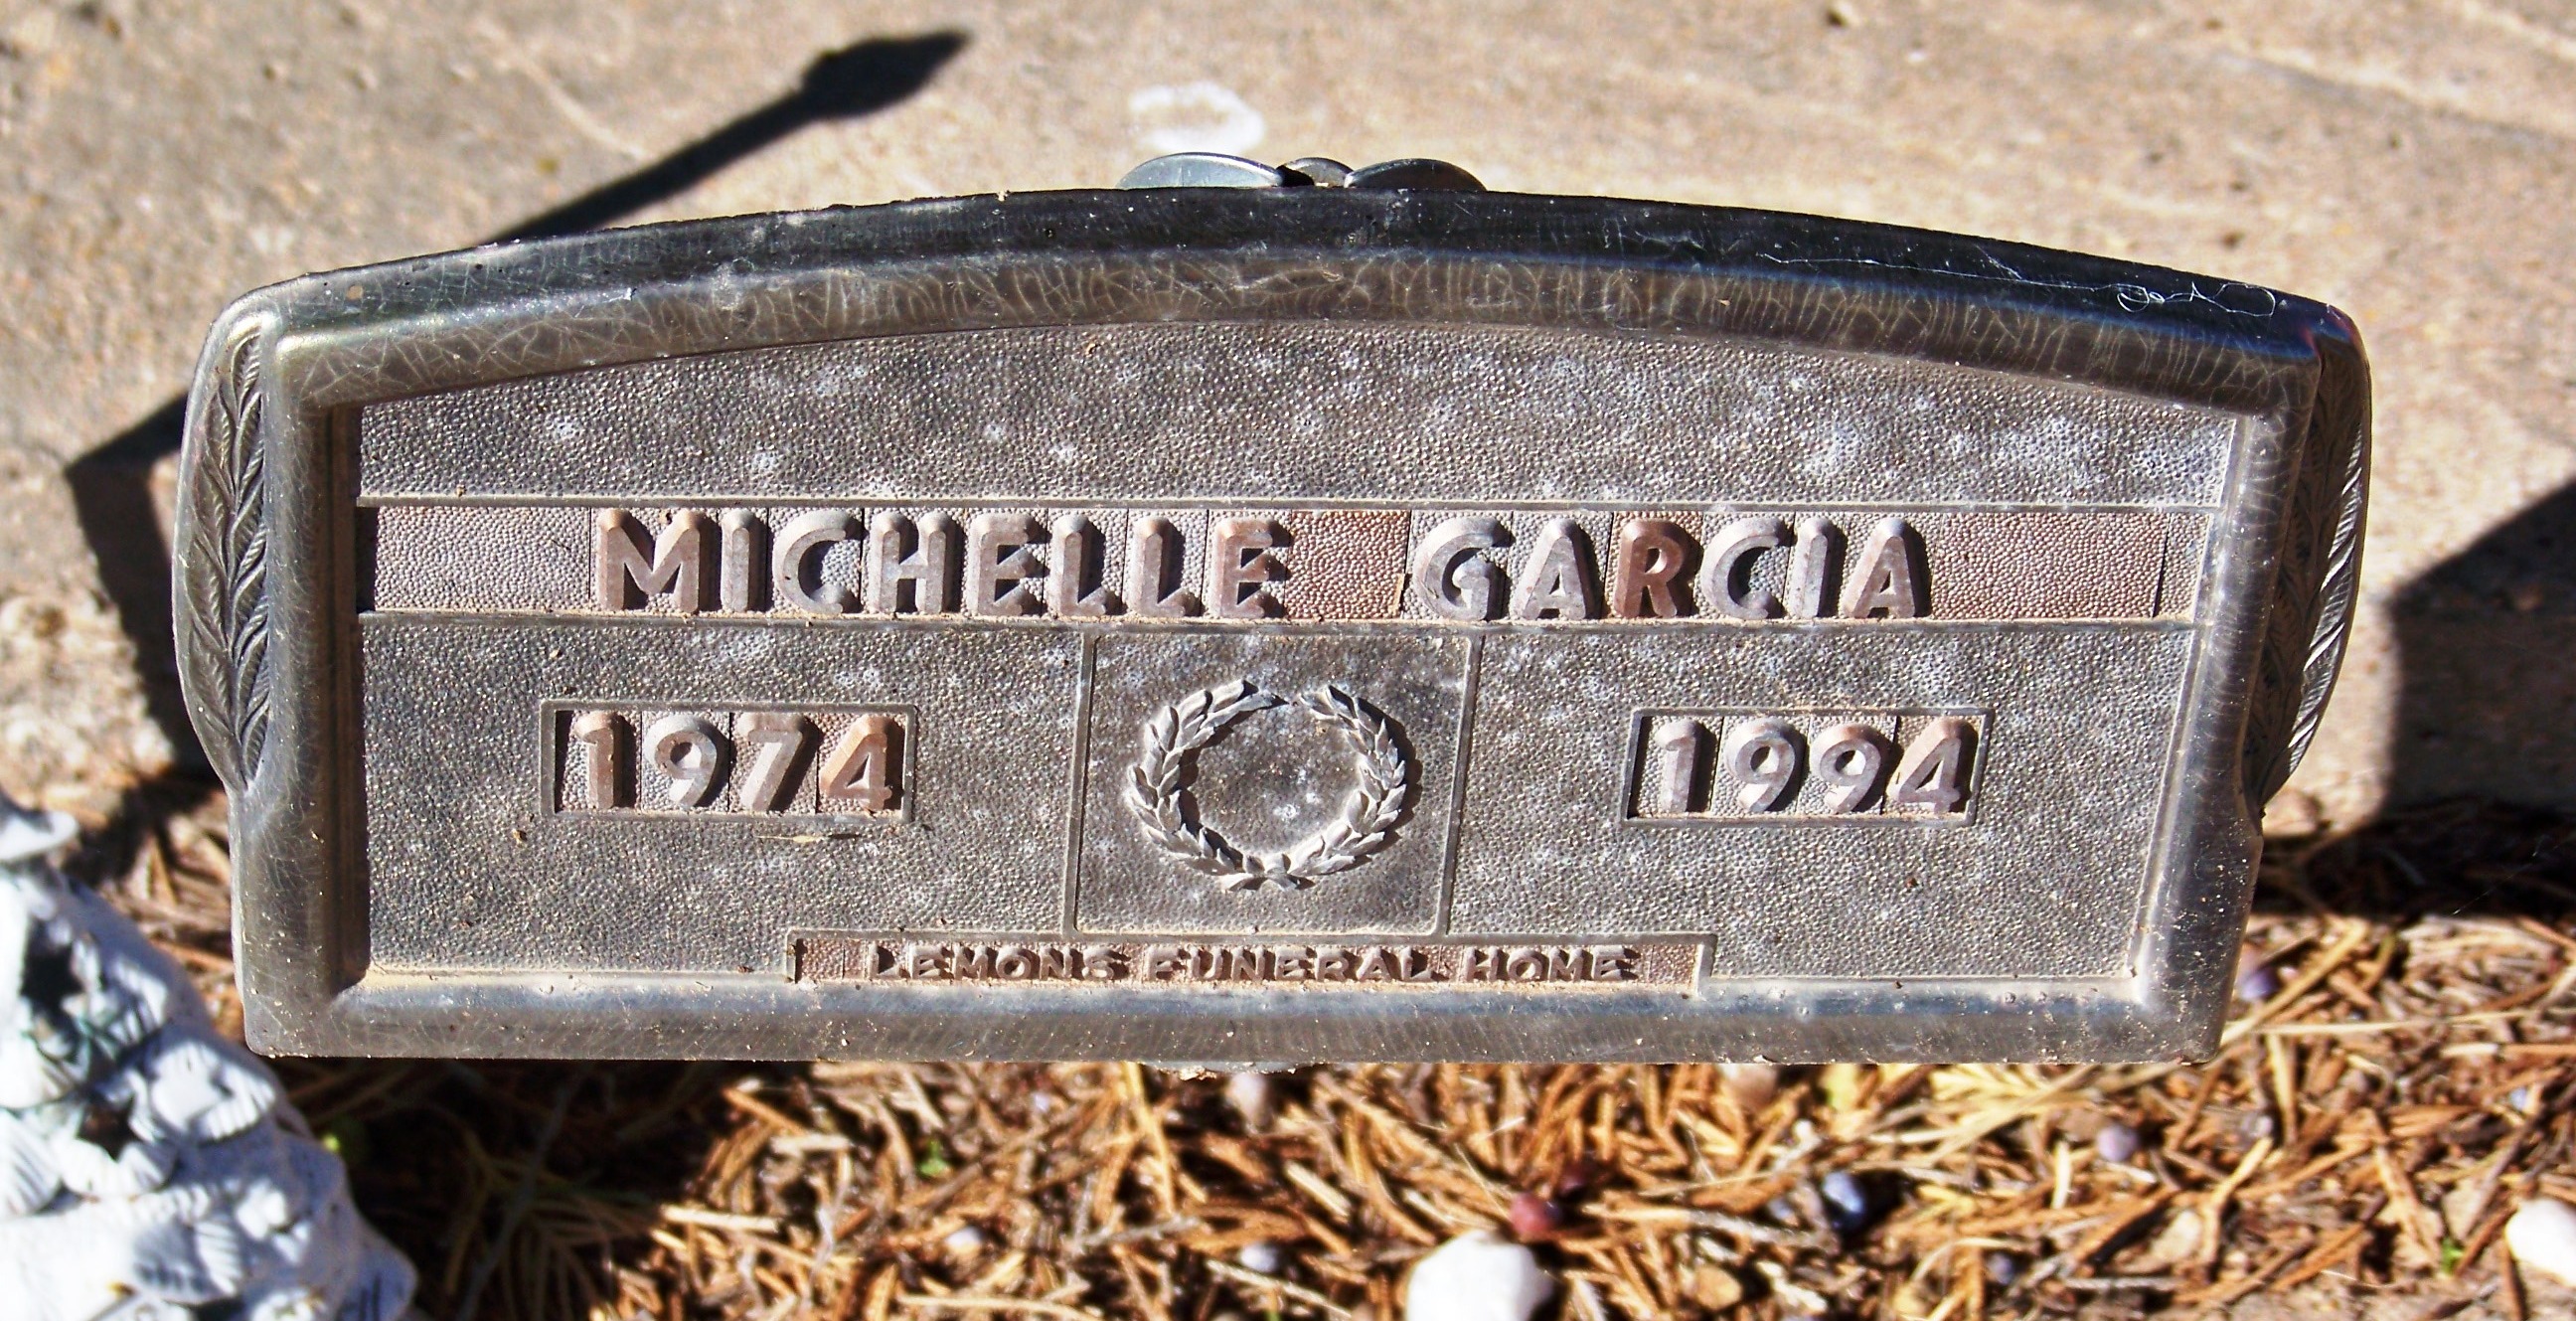 MICHELLE GARCIA
1974 1994
LEMONS FUNERAL HOME